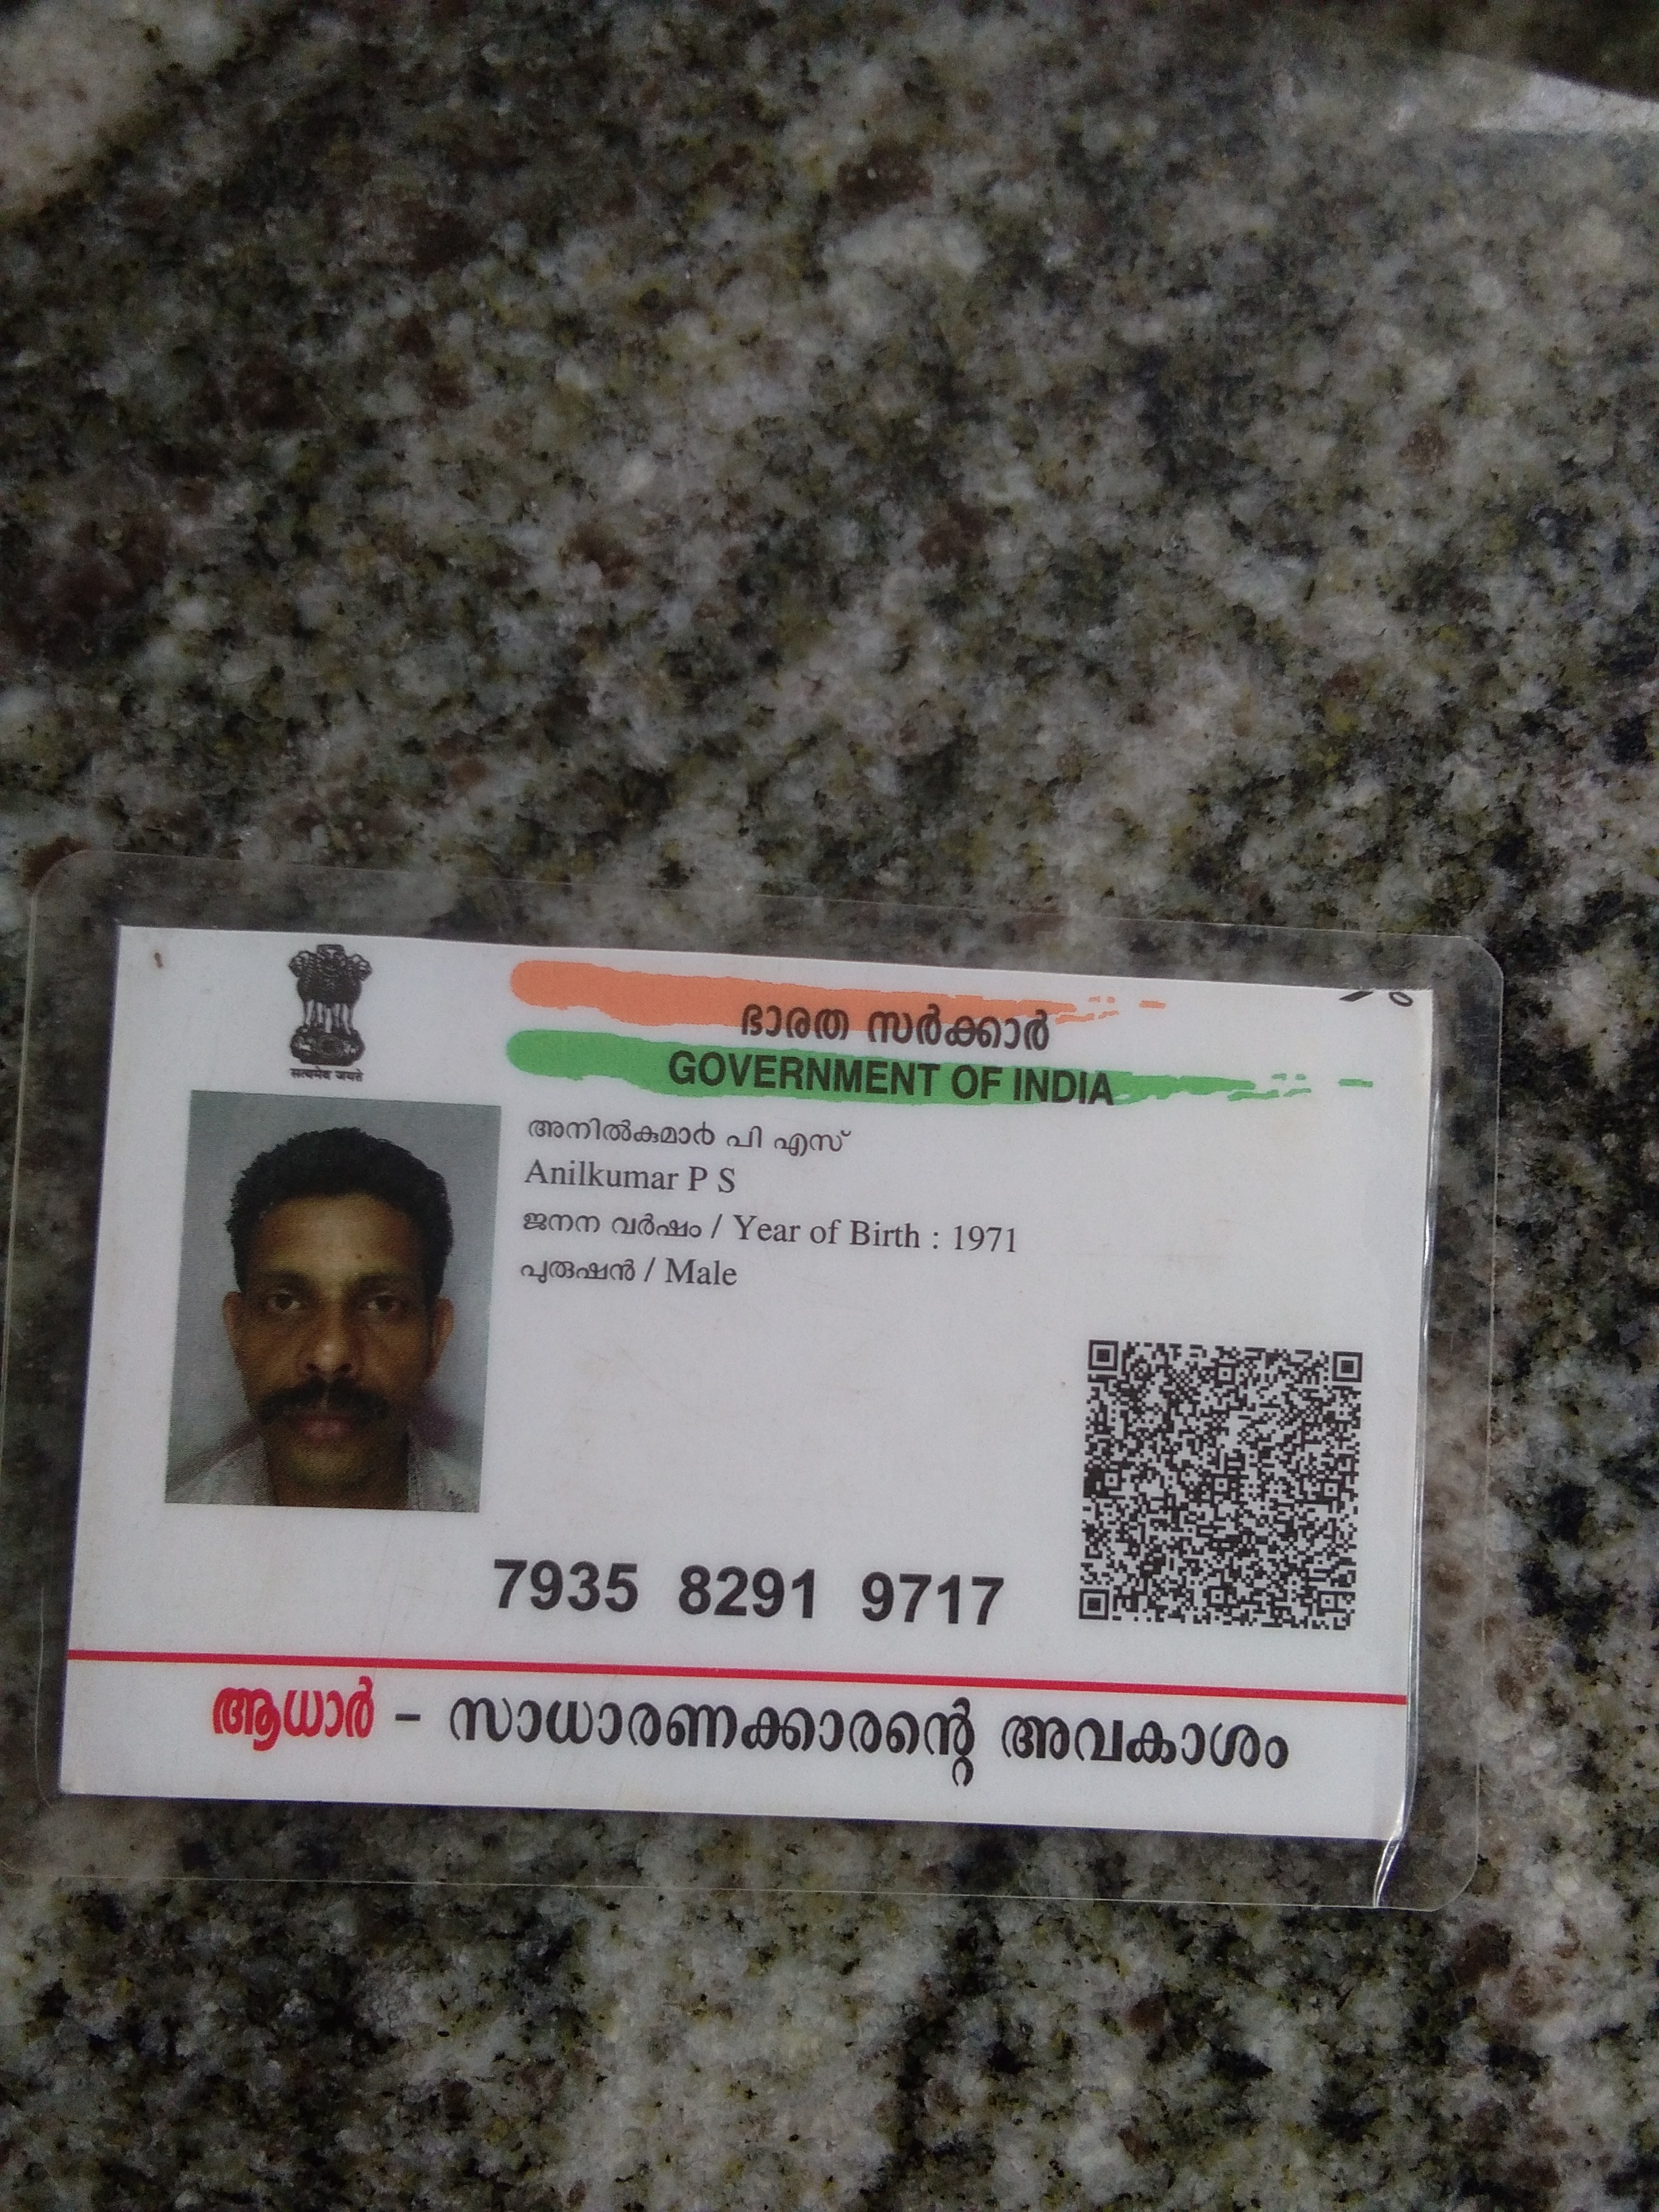 सत्यमेव जयते
ഭാരത സർക്കാർ
GOVERNMENT OF INDIA
അനിൽകുമാർ പി എസ്
Anilkumar P S
ജനന വർഷം / Year of Birth : 1971
പുരുഷൻ / Male
7935 8291 9717
ആധാർ - സാധാരണക്കാരന്റെ അവകാശം